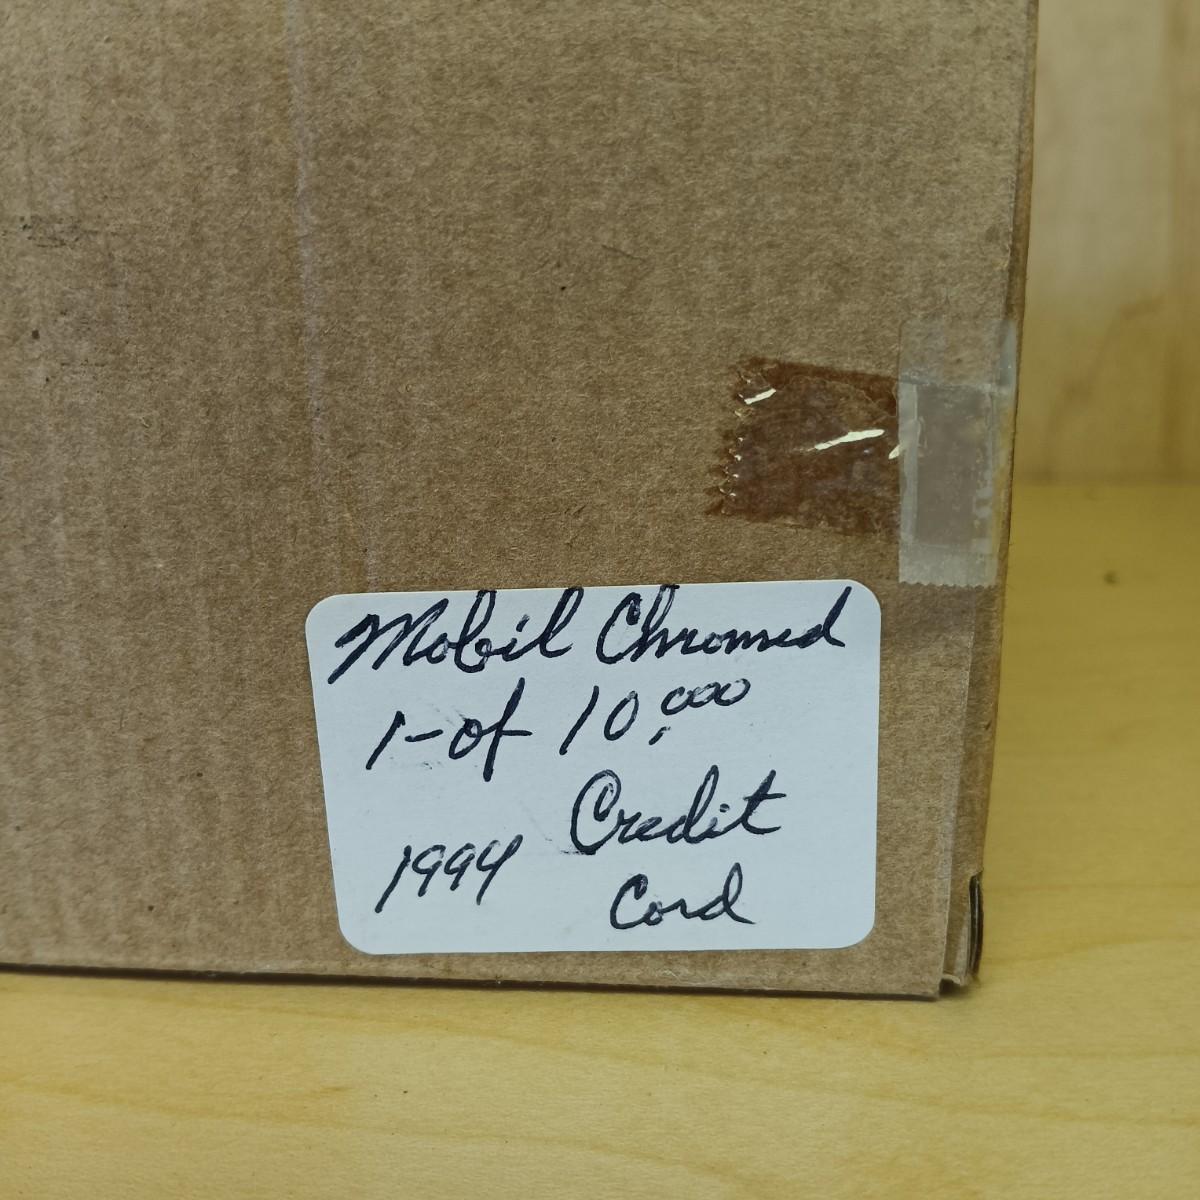 Mobil Chromed
1-of 10,000
Credit
1994
Card